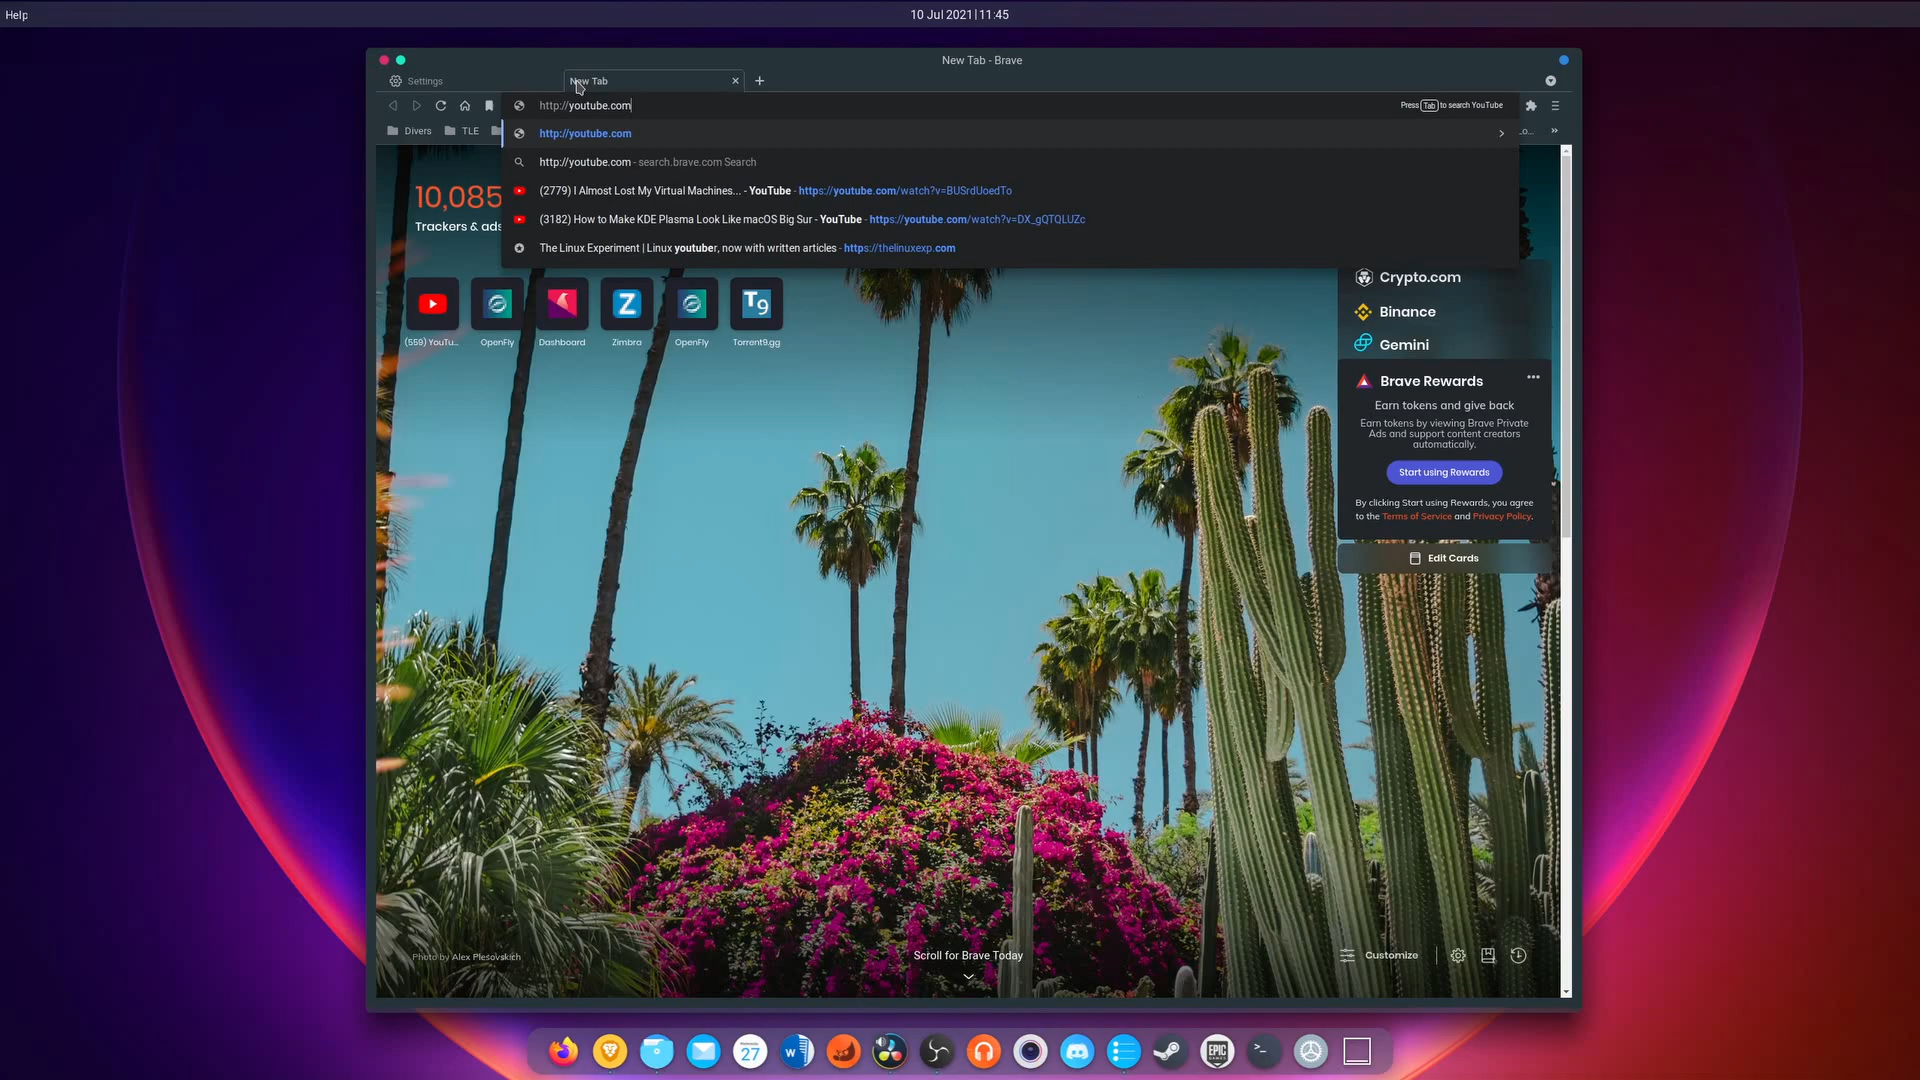 Help
10 Jul 2021 | 11:45
New Tab - Brave
Settings
New Tab
http://youtube.com
Press Tab to search YouTube
Divers
TLE
http://youtube.com
http://youtube.com - search.brave.com Search
(2779) I Almost Lost My Virtual Machines... - YouTube - https://youtube.com/watch?v=BUSrdUoedTo
(3182) How to Make KDE Plasma Look Like macOS Big Sur - YouTube - https://youtube.com/watch?v=DX_gQTQLUZc
The Linux Experiment | Linux youtuber, now with written articles - https://thelinuxexp.com
10,085
Trackers & ads
(559) YouTu...
OpenFly
Dashboard
Zimbra
OpenFly
Torrent9.gg
Crypto.com
Binance
Gemini
Brave Rewards
Earn tokens and give back
Earn tokens by viewing Brave Private
Ads and support content creators
automatically.
Start using Rewards
By clicking Start using Rewards, you agree
to the Terms of Service and Privacy Policy.
Edit Cards
Photo by Alex Plesovskich
Scroll for Brave Today
Customize
27
W
EPIC
GAMES